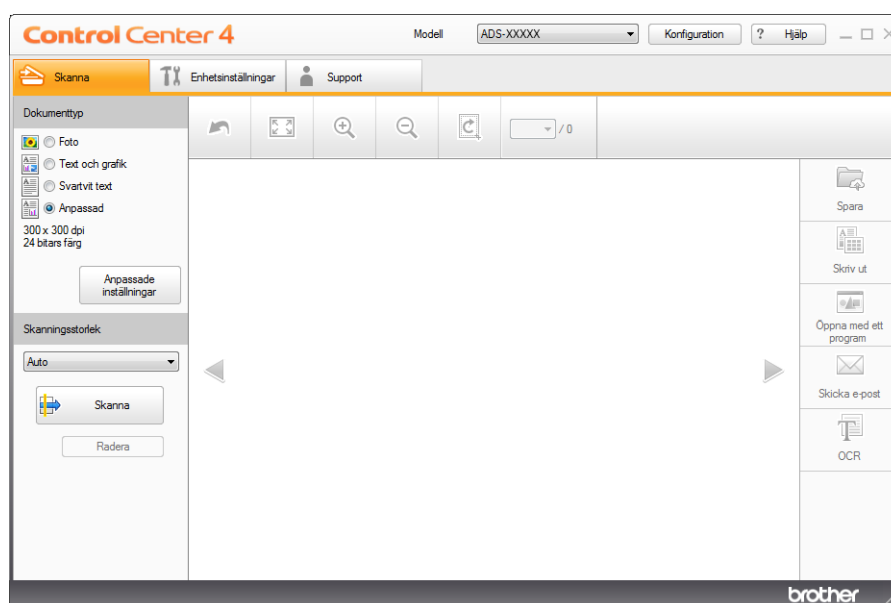 Control Center 4
Modell
ADS-XXXXX
Konfiguration
? Hjälp
Skanna
Enhetsinställningar
Support
Dokumenttyp
Foto
Text och grafik
Svartvit text
Anpassad
300 x 300 dpi
24 bitars färg
Anpassade
inställningar
Skanningsstorlek
Auto
Skanna
Radera
/ 0
Spara
Skriv ut
Öppna med ett
program
Skicka e-post
OCR
brother